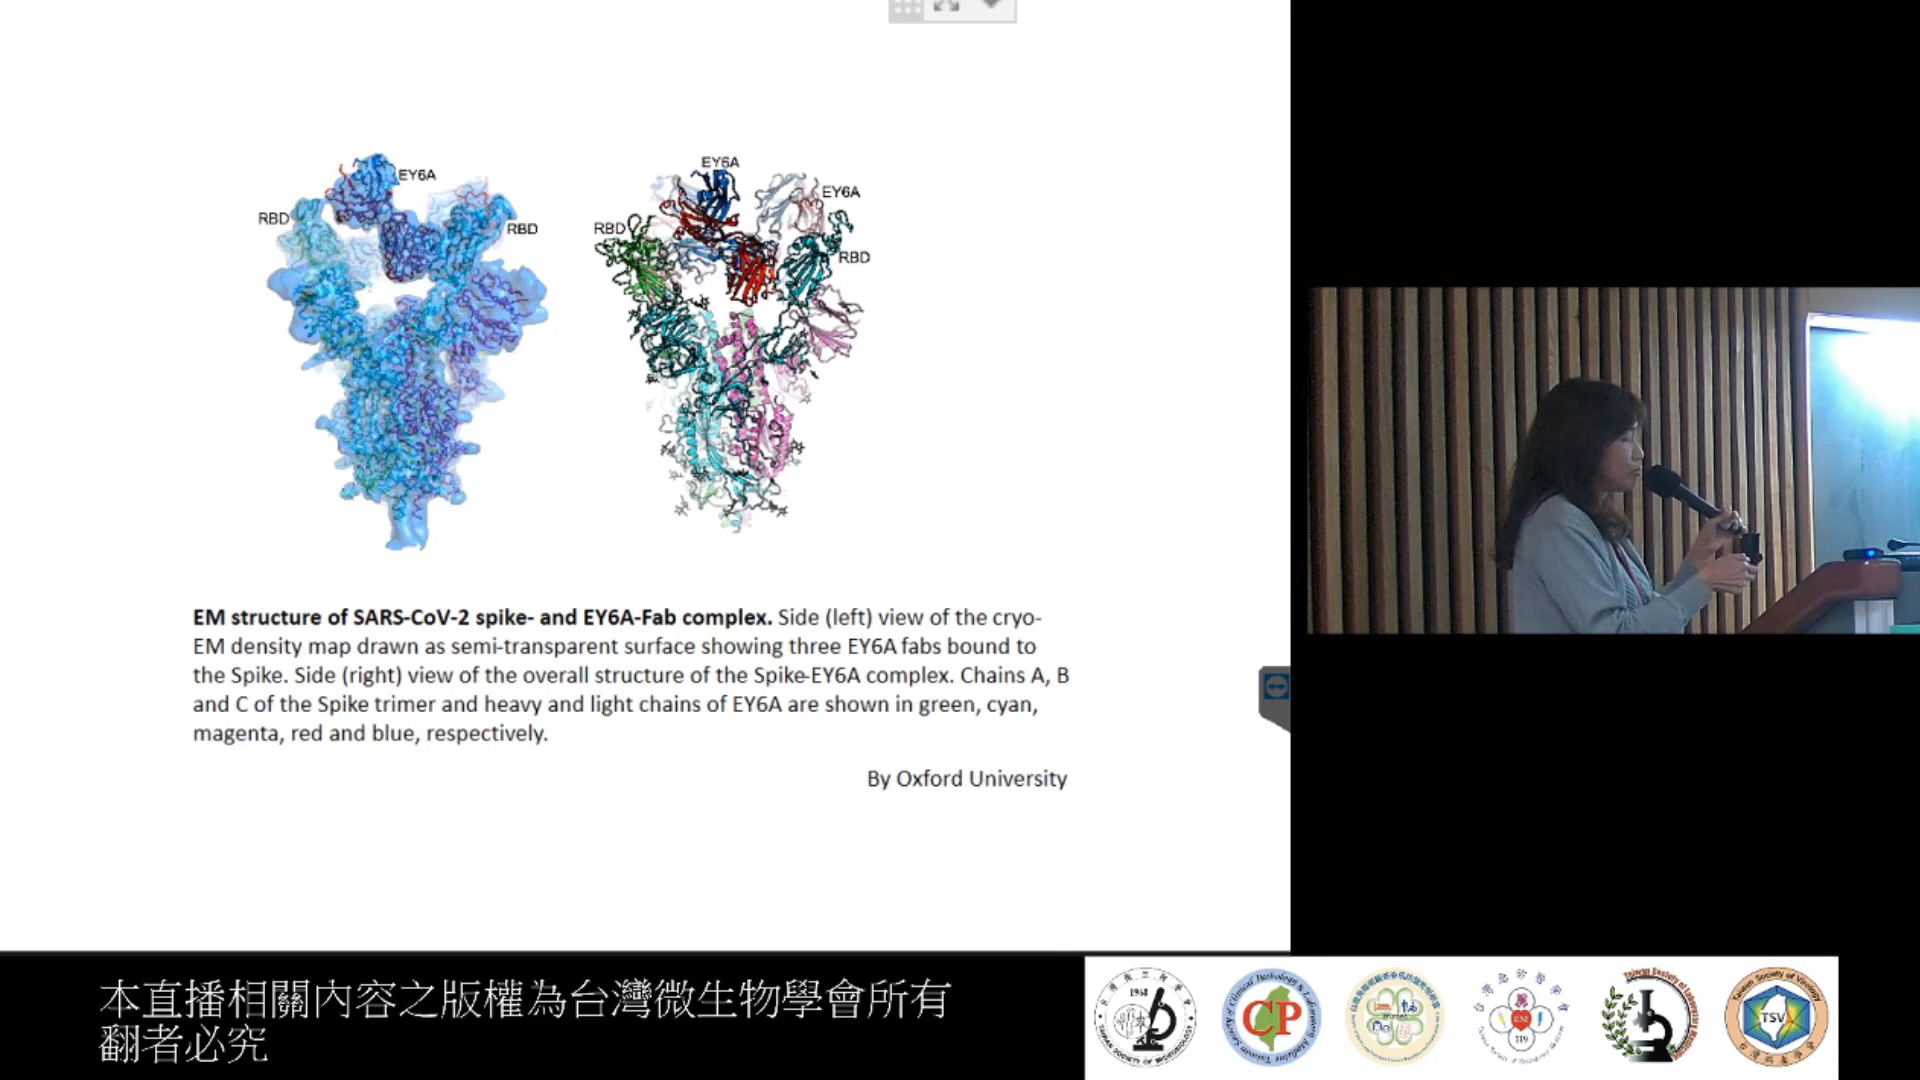 EY6A
RBD
RBD
EY6A
EY6A
RBD
RBD
EM structure of SARS-CoV-2 spike- and EY6A-Fab complex. Side (left) view of the cryo-
EM density map drawn as semi-transparent surface showing three EY6A fabs bound to
the Spike. Side (right) view of the overall structure of the Spike-EY6A complex. Chains A, B
and C of the Spike trimer and heavy and light chains of EY6A are shown in green, cyan,
magenta, red and blue, respectively.
By Oxford University
本直播相關內容之版權為台灣微生物學會所有
翻者必究
CP
TSV
Taiwan Society of Virology